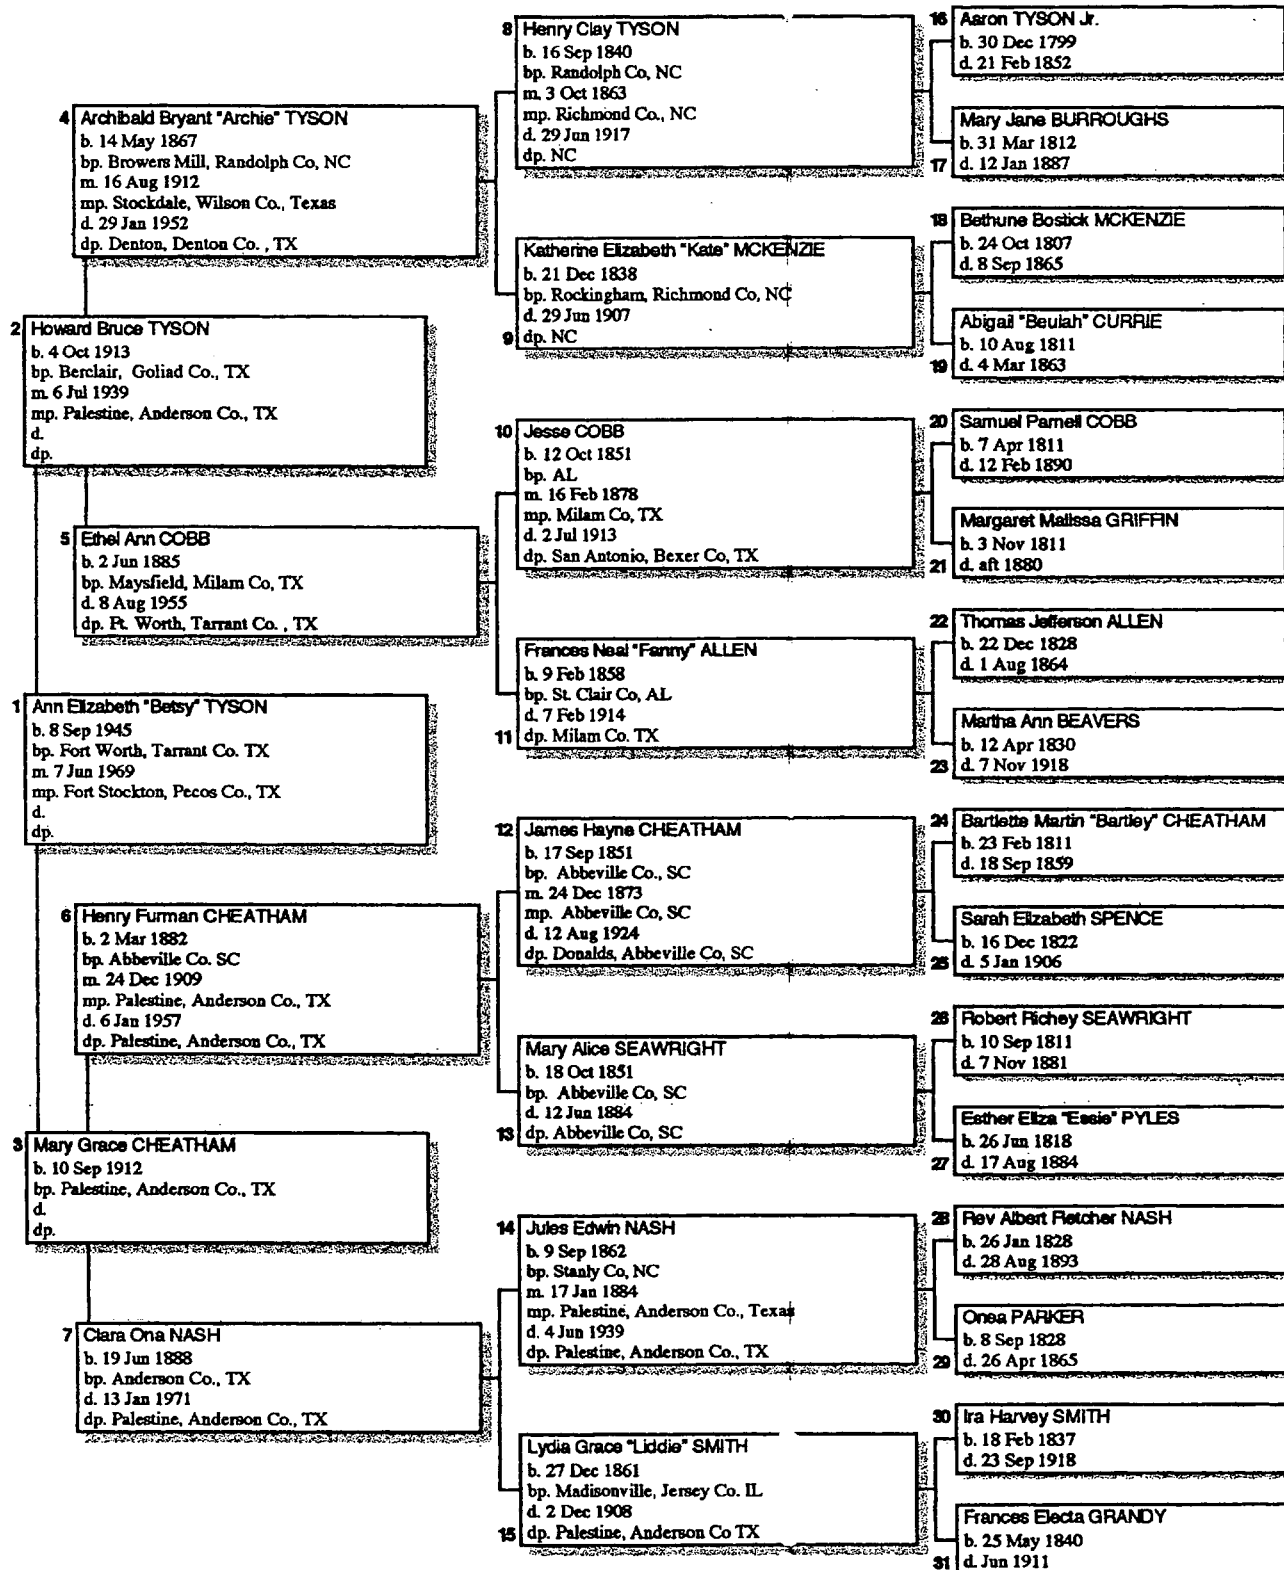 1 Ann Elizabeth "Betsy" TYSON
b. 8 Sep 1945
bp. Fort Worth, Tarrant Co. TX
m. 7 Jun 1969
mp. Fort Stockton, Pecos Co., TX
d.
dp.
2 Howard Bruce TYSON
b. 4 Oct 1913
bp. Berclair, Goliad Co., TX
m. 6 Jul 1939
mp. Palestine, Anderson Co., TX
d.
dp.
3 Mary Grace CHEATHAM
b. 10 Sep 1912
bp. Palestine, Anderson Co., TX
d.
dp.
4 Archibald Bryant "Archie" TYSON
b. 14 May 1867
bp. Browers Mill, Randolph Co, NC
m. 16 Aug 1912
mp. Stockdale, Wilson Co., Texas
d. 29 Jan 1952
dp. Denton, Denton Co. , TX
5 Ethel Ann COBB
b. 2 Jun 1885
bp. Maysfield, Milam Co, TX
d. 8 Aug 1955
dp. Ft. Worth, Tarrant Co. , TX
6 Henry Furman CHEATHAM
b. 2 Mar 1882
bp. Abbeville Co. SC
m. 24 Dec 1909
mp. Palestine, Anderson Co., TX
d. 6 Jan 1957
dp. Palestine, Anderson Co., TX
7 Clara Ona NASH
b. 19 Jun 1888
bp. Anderson Co., TX
d. 13 Jan 1971
dp. Palestine, Anderson Co., TX
8 Henry Clay TYSON
b. 16 Sep 1840
bp. Randolph Co, NC
m. 3 Oct 1863
mp. Richmond Co., NC
d. 29 Jun 1917
dp. NC
Katherine Elizabeth "Kate" MCKENZIE
b. 21 Dec 1838
bp. Rockingham, Richmond Co, NC
d. 29 Jun 1907
9 dp. NC
10 Jesse COBB
b. 12 Oct 1851
bp. AL
m. 16 Feb 1878
mp. Milam Co, TX
d. 2 Jul 1913
dp. San Antonio, Bexer Co, TX
Frances Neal "Fanny" ALLEN
b. 9 Feb 1858
bp. St. Clair Co, AL
d. 7 Feb 1914
11 dp. Milam Co. TX
12 James Hayne CHEATHAM
b. 17 Sep 1851
bp. Abbeville Co., SC
m. 24 Dec 1873
mp. Abbeville Co, SC
d. 12 Aug 1924
dp. Donalds, Abbeville Co, SC
Mary Alice SEAWRIGHT
b. 18 Oct 1851
bp. Abbeville Co, SC
d. 12 Jun 1884
13 dp. Abbeville Co, SC
14 Jules Edwin NASH
b. 9 Sep 1862
bp. Stanly Co, NC
m. 17 Jan 1884
mp. Palestine, Anderson Co., Texas
d. 4 Jun 1939
dp. Palestine, Anderson Co., TX
Lydia Grace "Liddie" SMITH
b. 27 Dec 1861
bp. Madisonville, Jersey Co. IL
d. 2 Dec 1908
15 dp. Palestine, Anderson Co TX
16 Aaron TYSON Jr.
b. 30 Dec 1799
d. 21 Feb 1852
Mary Jane BURROUGHS
b. 31 Mar 1812
17 d. 12 Jan 1887
18 Bethune Bostick MCKENZIE
b. 24 Oct 1807
d. 8 Sep 1865
Abigail "Beulah" CURRIE
b. 10 Aug 1811
19 d. 4 Mar 1863
20 Samuel Parnell COBB
b. 7 Apr 1811
d. 12 Feb 1890
Margaret Malissa GRIFFIN
b. 3 Nov 1811
21 d. aft 1880
22 Thomas Jefferson ALLEN
b. 22 Dec 1828
d. 1 Aug 1864
Martha Ann BEAVERS
b. 12 Apr 1830
23 d. 7 Nov 1918
24 Bartlette Martin "Bartley" CHEATHAM
b. 23 Feb 1811
d. 18 Sep 1859
Sarah Elizabeth SPENCE
b. 16 Dec 1822
25 d. 5 Jan 1906
26 Robert Richey SEAWRIGHT
b. 10 Sep 1811
d. 7 Nov 1881
Esther Eliza "Essie" PYLES
b. 26 Jun 1818
27 d. 17 Aug 1884
28 Rev Albert Fletcher NASH
b. 26 Jan 1828
d. 28 Aug 1893
Onea PARKER
b. 8 Sep 1828
29 d. 26 Apr 1865
30 Ira Harvey SMITH
b. 18 Feb 1837
d. 23 Sep 1918
Frances Electa GRANDY
b. 25 May 1840
31 d. Jun 1911